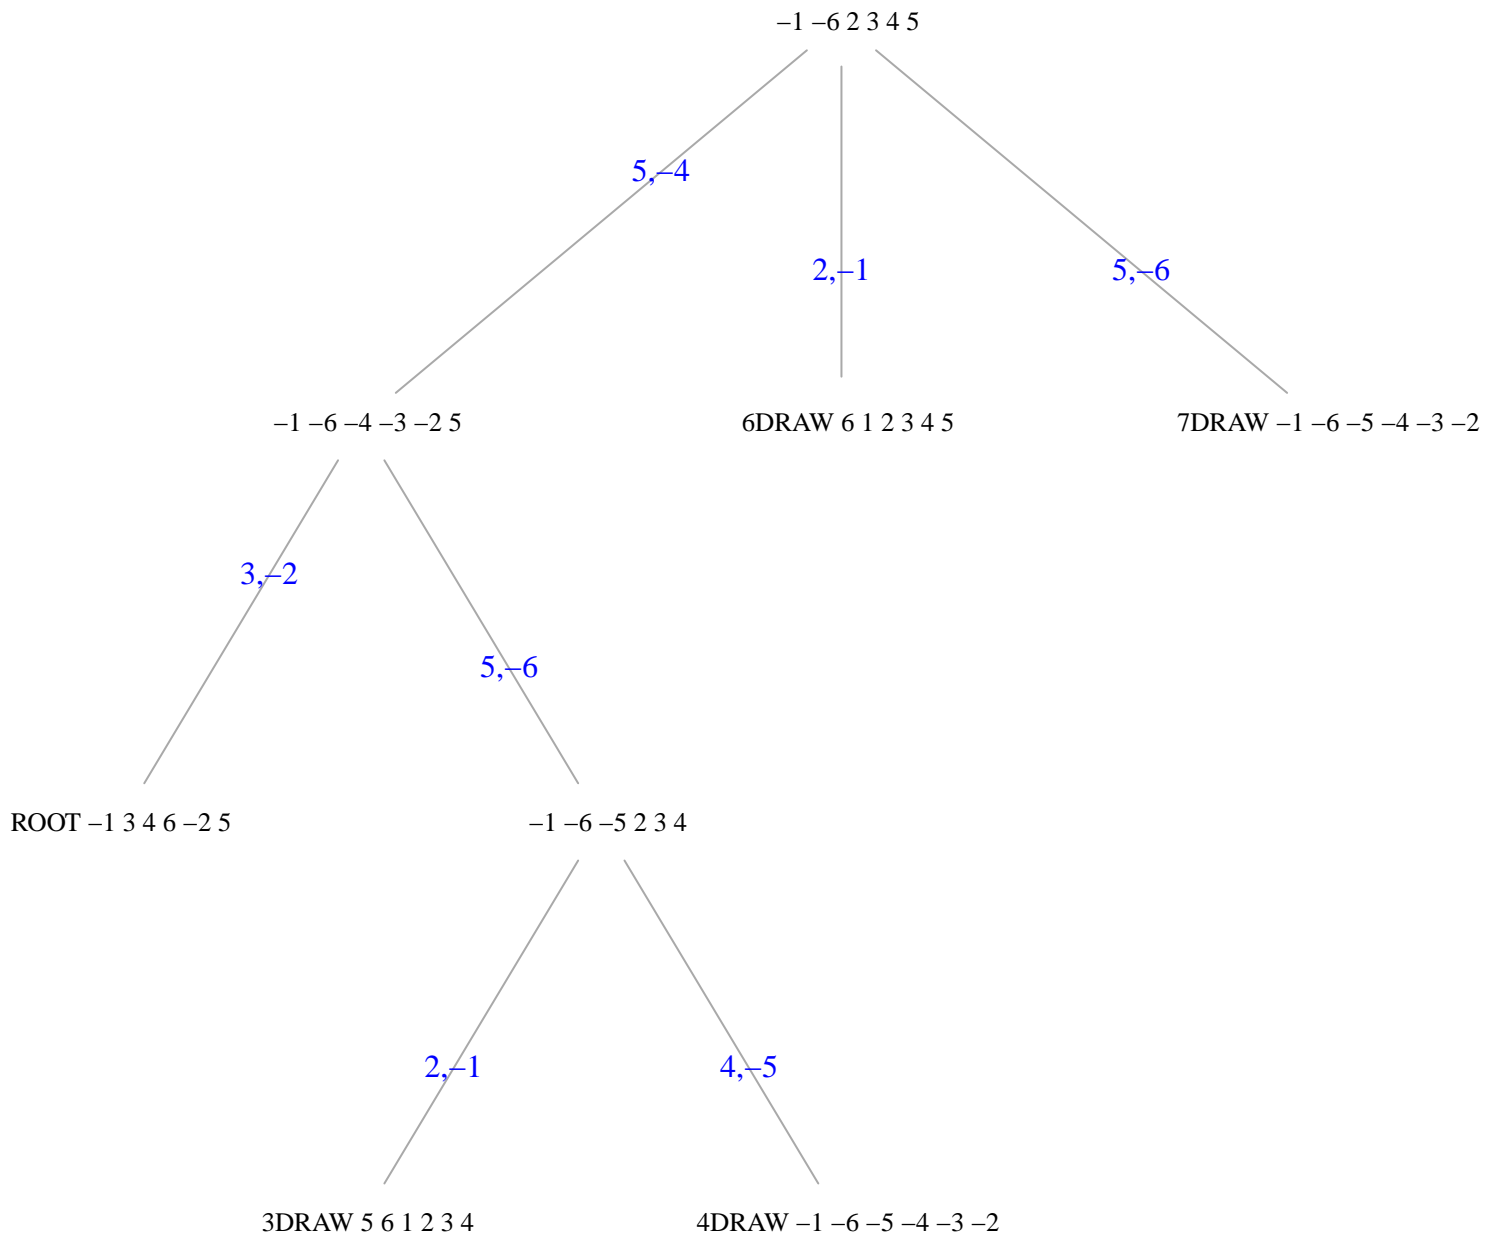 –1 –6 2 3 4 5
5,–4
2,–1
5,–6
–1 –6 –4 –3 –2 5
6DRAW 6 1 2 3 4 5
7DRAW –1 –6 –5 –4 –3 –2
3,–2
5,–6
ROOT –1 3 4 6 –2 5
–1 –6 –5 2 3 4
2,–1
4,–5
3DRAW 5 6 1 2 3 4
4DRAW –1 –6 –5 –4 –3 –2